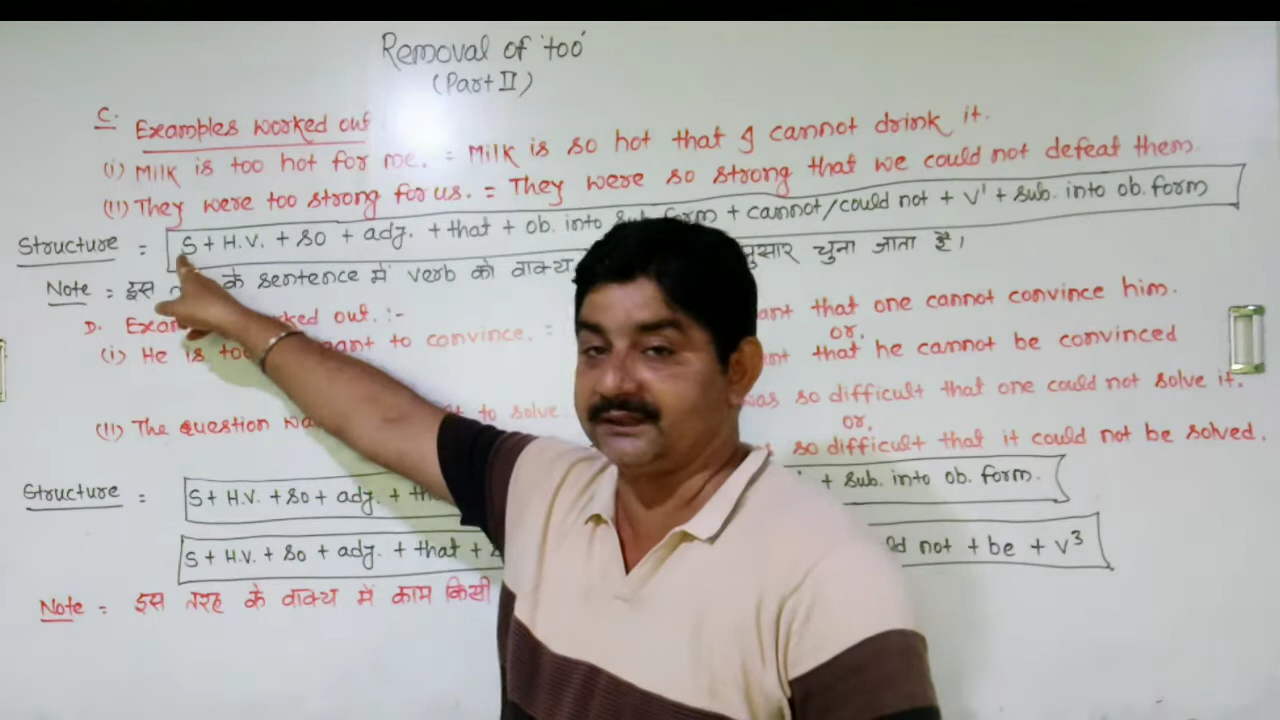 Removal of 'too'
(Part II)
C. Examples worked out
(i) Milk is too hot for me. = Milk is so hot that I cannot drink it.
(II) They were too strong for us. = They were so strong that we could not defeat them.
Structure = S + H.V. + so + adj. + that + ob. into form + cannot/could not + V¹ + sub. into ob. form
Note = इस के sentence में verb को वाक्य चुना जाता है।
D. worked out. :-
(i) He is to convince. = that one cannot convince him.
or.
that he cannot be convinced
(II) The question to solve so difficult that one could not solve it.
or.
so difficult that it could not be solved.
Structure = S + H.V. + so + adj. + + sub. into ob. form.
S + H.V. + so + adj. + that + not + be + V³
Note = इस तरह के वाक्य में काम किसी